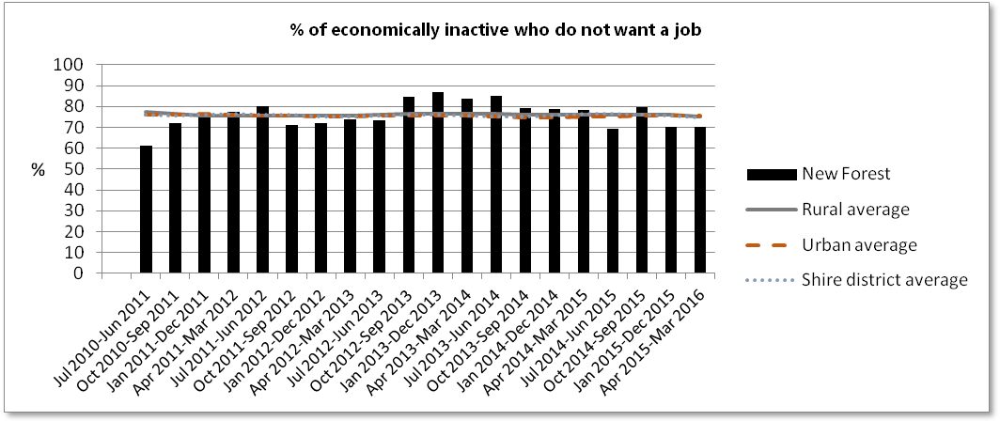 % of economically inactive who do not want a job
100
90
80
70
60
50
40
30
20
10
0
%
Jul 2010-Jun 2011
Oct 2010-Sep 2011
Jan 2011-Dec 2011
Apr 2011-Mar 2012
Jul 2011-Jun 2012
Oct 2011-Sep 2012
Jan 2012-Dec 2012
Apr 2012-Mar 2013
Jul 2012-Jun 2013
Oct 2012-Sep 2013
Jan 2013-Dec 2013
Apr 2013-Mar 2014
Jul 2013-Jun 2014
Oct 2013-Sep 2014
Jan 2014-Dec 2014
Apr 2014-Mar 2015
Jul 2014-Jun 2015
Oct 2014-Sep 2015
Jan 2015-Dec 2015
Apr 2015-Mar 2016
New Forest
Rural average
Urban average
Shire district average